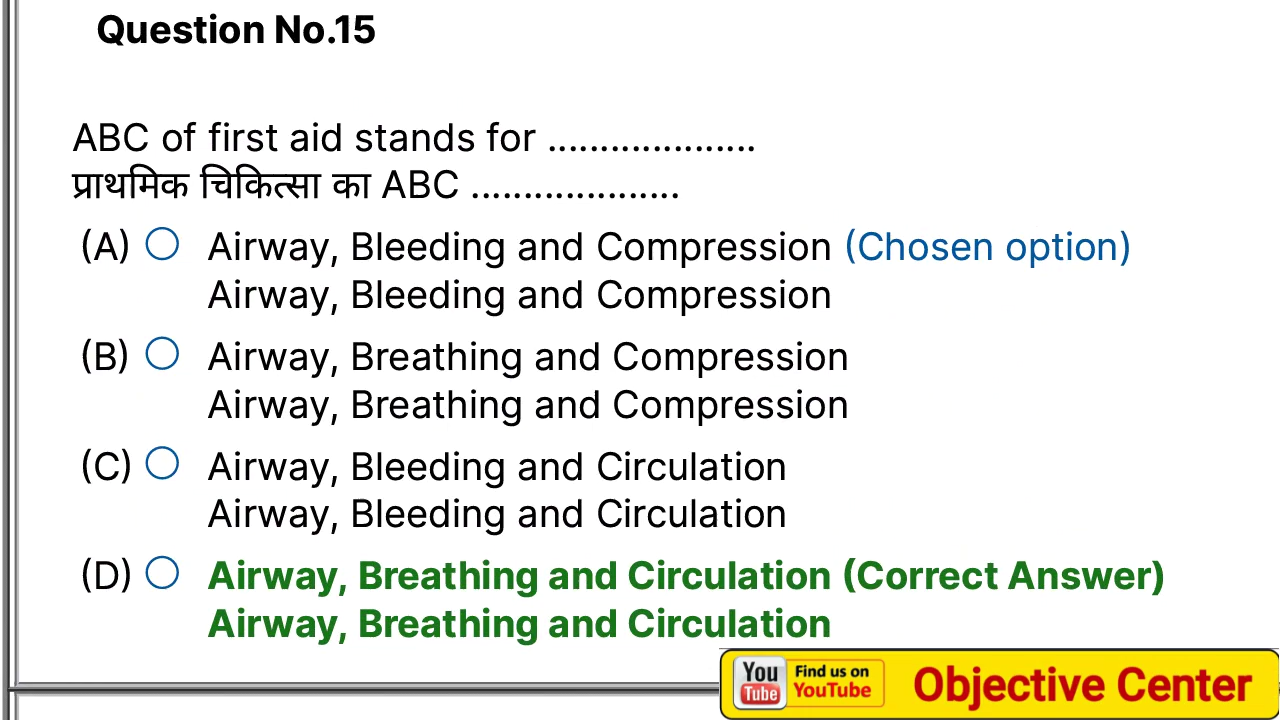 Question No.15
ABC of first aid stands for ....................
प्राथमिक चिकित्सा का ABC ....................
(A) Airway, Bleeding and Compression (Chosen option)
Airway, Bleeding and Compression
(B) Airway, Breathing and Compression
Airway, Breathing and Compression
(C) Airway, Bleeding and Circulation
Airway, Bleeding and Circulation
(D) Airway, Breathing and Circulation (Correct Answer)
Airway, Breathing and Circulation
You Tube Find us on YouTube Objective Center